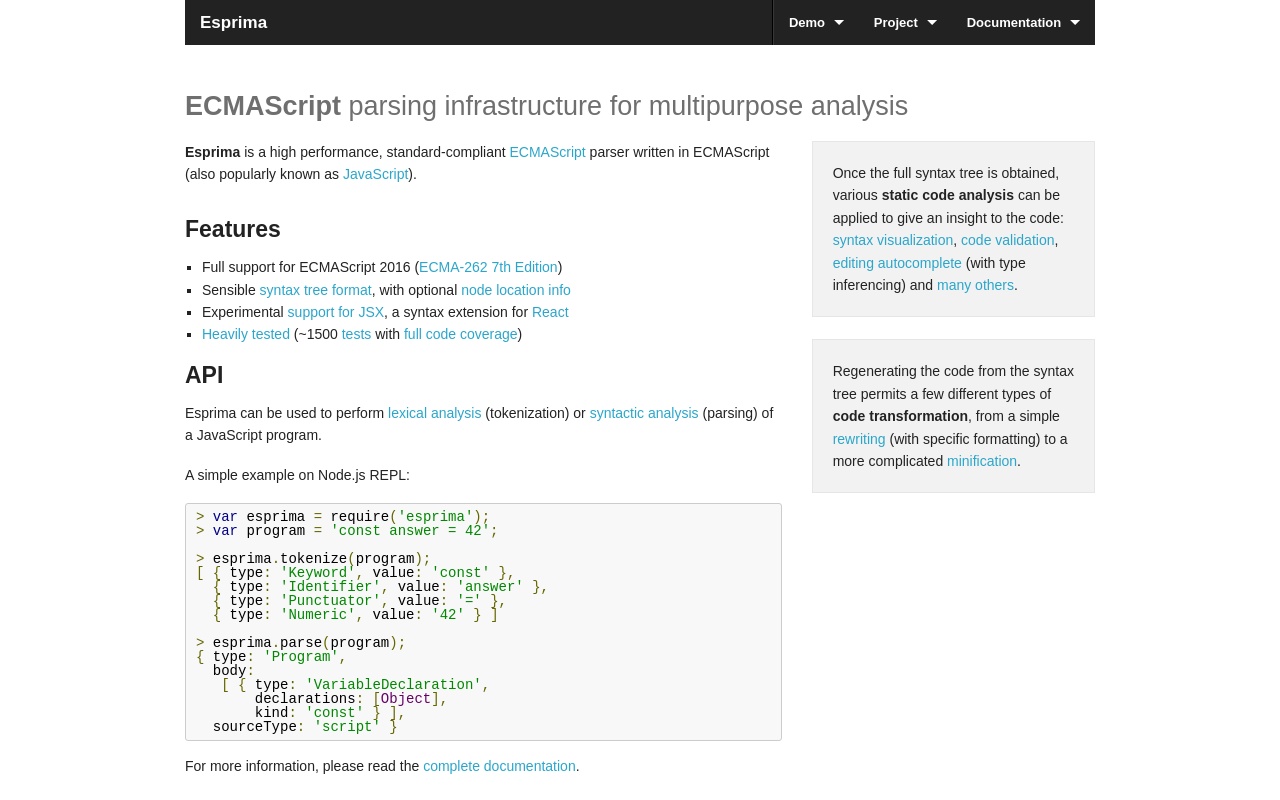 Esprima
Demo
Project
Documentation
ECMAScript parsing infrastructure for multipurpose analysis
Esprima is a high performance, standard-compliant ECMAScript parser written in ECMAScript
(also popularly known as JavaScript).
Features
Full support for ECMAScript 2016 (ECMA-262 7th Edition)
Sensible syntax tree format, with optional node location info
Experimental support for JSX, a syntax extension for React
Heavily tested (~1500 tests with full code coverage)
API
Esprima can be used to perform lexical analysis (tokenization) or syntactic analysis (parsing) of
a JavaScript program.
A simple example on Node.js REPL:
> var esprima = require('esprima');
> var program = 'const answer = 42';
> esprima.tokenize(program);
[ { type: 'Keyword', value: 'const' },
  { type: 'Identifier', value: 'answer' },
  { type: 'Punctuator', value: '=' },
  { type: 'Numeric', value: '42' } ]
> esprima.parse(program);
{ type: 'Program',
  body:
   [ { type: 'VariableDeclaration',
       declarations: [Object],
       kind: 'const' } ],
  sourceType: 'script' }
For more information, please read the complete documentation.
Once the full syntax tree is obtained,
various static code analysis can be
applied to give an insight to the code:
syntax visualization, code validation,
editing autocomplete (with type
inferencing) and many others.
Regenerating the code from the syntax
tree permits a few different types of
code transformation, from a simple
rewriting (with specific formatting) to a
more complicated minification.